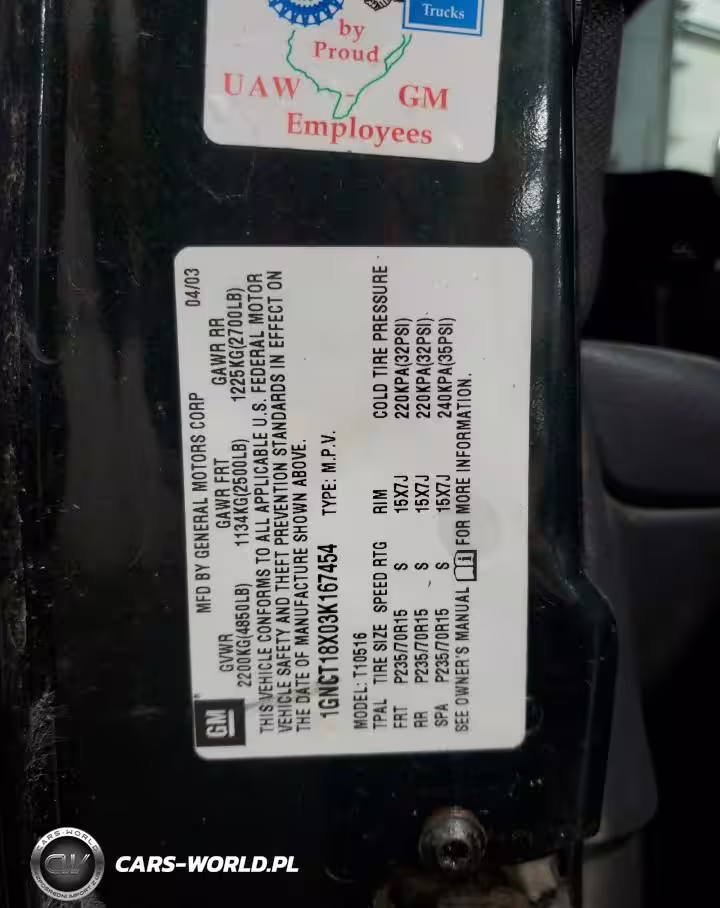 Trucks
by
Proud
UAW - GM
Employees
MFD BY GENERAL MOTORS CORP 04/03
GVWR GAWR FRT GAWR RR
2200KG(4850LB) 1134KG(2500LB) 1225KG(2700LB)
THIS VEHICLE CONFORMS TO ALL APPLICABLE U.S. FEDERAL MOTOR
VEHICLE SAFETY AND THEFT PREVENTION STANDARDS IN EFFECT ON
THE DATE OF MANUFACTURE SHOWN ABOVE.
GM
1GNCT18X03K167454 TYPE: M.P.V.
MODEL: T10516
TPAL TIRE SIZE SPEED RTG RIM COLD TIRE PRESSURE
FRT P235/70R15 S 15X7J 220KPA(32PSI)
RR P235/70R15 S 15X7J 220KPA(32PSI)
SPA P235/70R15 S 15X7J 240KPA(35PSI)
SEE OWNER'S MANUAL FOR MORE INFORMATION.
CARS-WORLD
CW
CARS-WORLD.PL